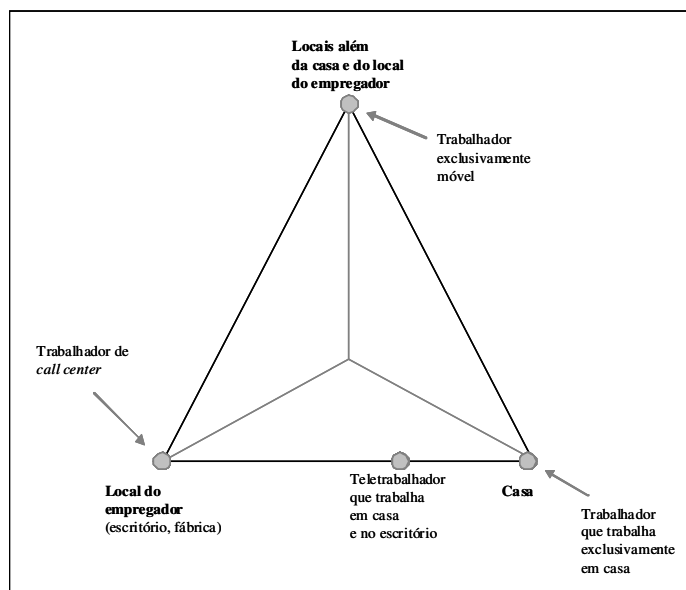 Locais além
da casa e do local
do empregador
Trabalhador
exclusivamente
móvel
Trabalhador de
call center
Local do
empregador
(escritório, fábrica)
Teletrabalhador
que trabalha
em casa
e no escritório
Casa
Trabalhador
que trabalha
exclusivamente
em casa